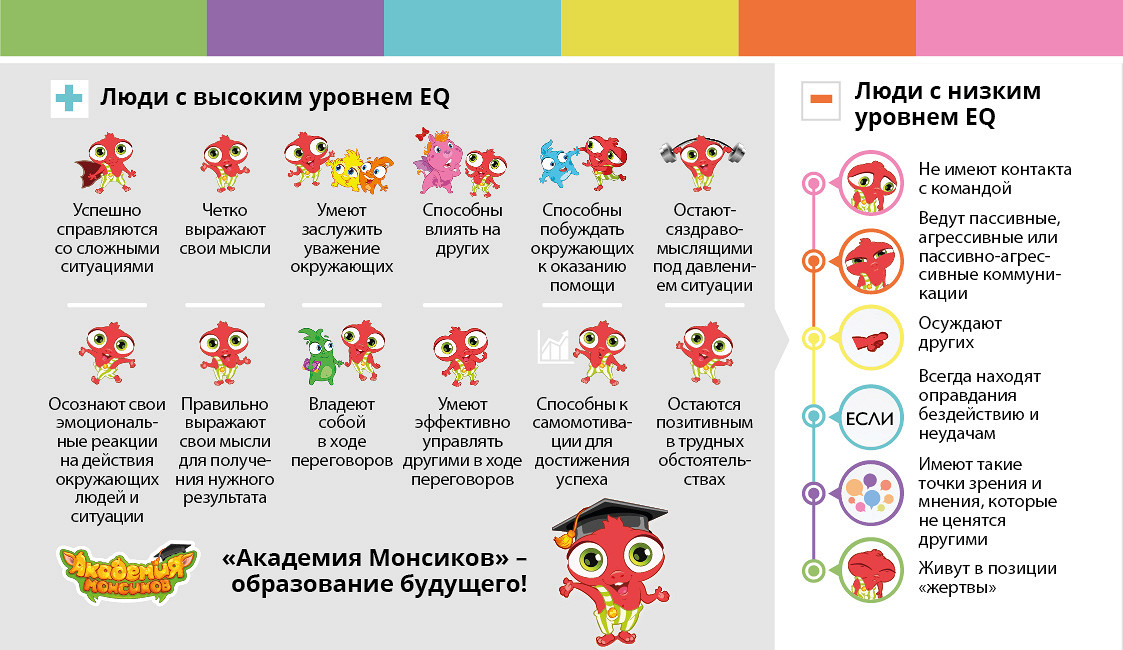 Люди с высоким уровнем EQ
Успешно
справляются
со сложными
ситуациями
Четко
выражают
свои мысли
Умеют
заслужить
уважение
окружающих
Способны
влиять на
других
Способны
побуждать
окружающих
к оказанию
помощи
Остают-
сяздраво-
мыслящими
под давлени-
ем ситуации
Осознают свои
эмоциональ-
ные реакции
на действия
окружающих
людей и
ситуации
Правильно
выражают
свои мысли
для получе-
ния нужного
результата
Владеют
собой
в ходе
переговоров
Умеют
эффективно
управлять
другими в ходе
переговоров
Способны к
самомотива-
ции для
достижения
успеха
Остаются
позитивным
в трудных
обстоятель-
ствах
Академия
Монсиков
«Академия Монсиков» –
образование будущего!
Люди с низким
уровнем EQ
Не имеют контакта
с командой
Ведут пассивные,
агрессивные или
пассивно-агрес-
сивные коммуни-
кации
Осуждают
других
ЕСЛИ
Всегда находят
оправдания
бездействию и
неудачам
Имеют такие
точки зрения и
мнения, которые
не ценятся
другими
Живут в позиции
«жертвы»